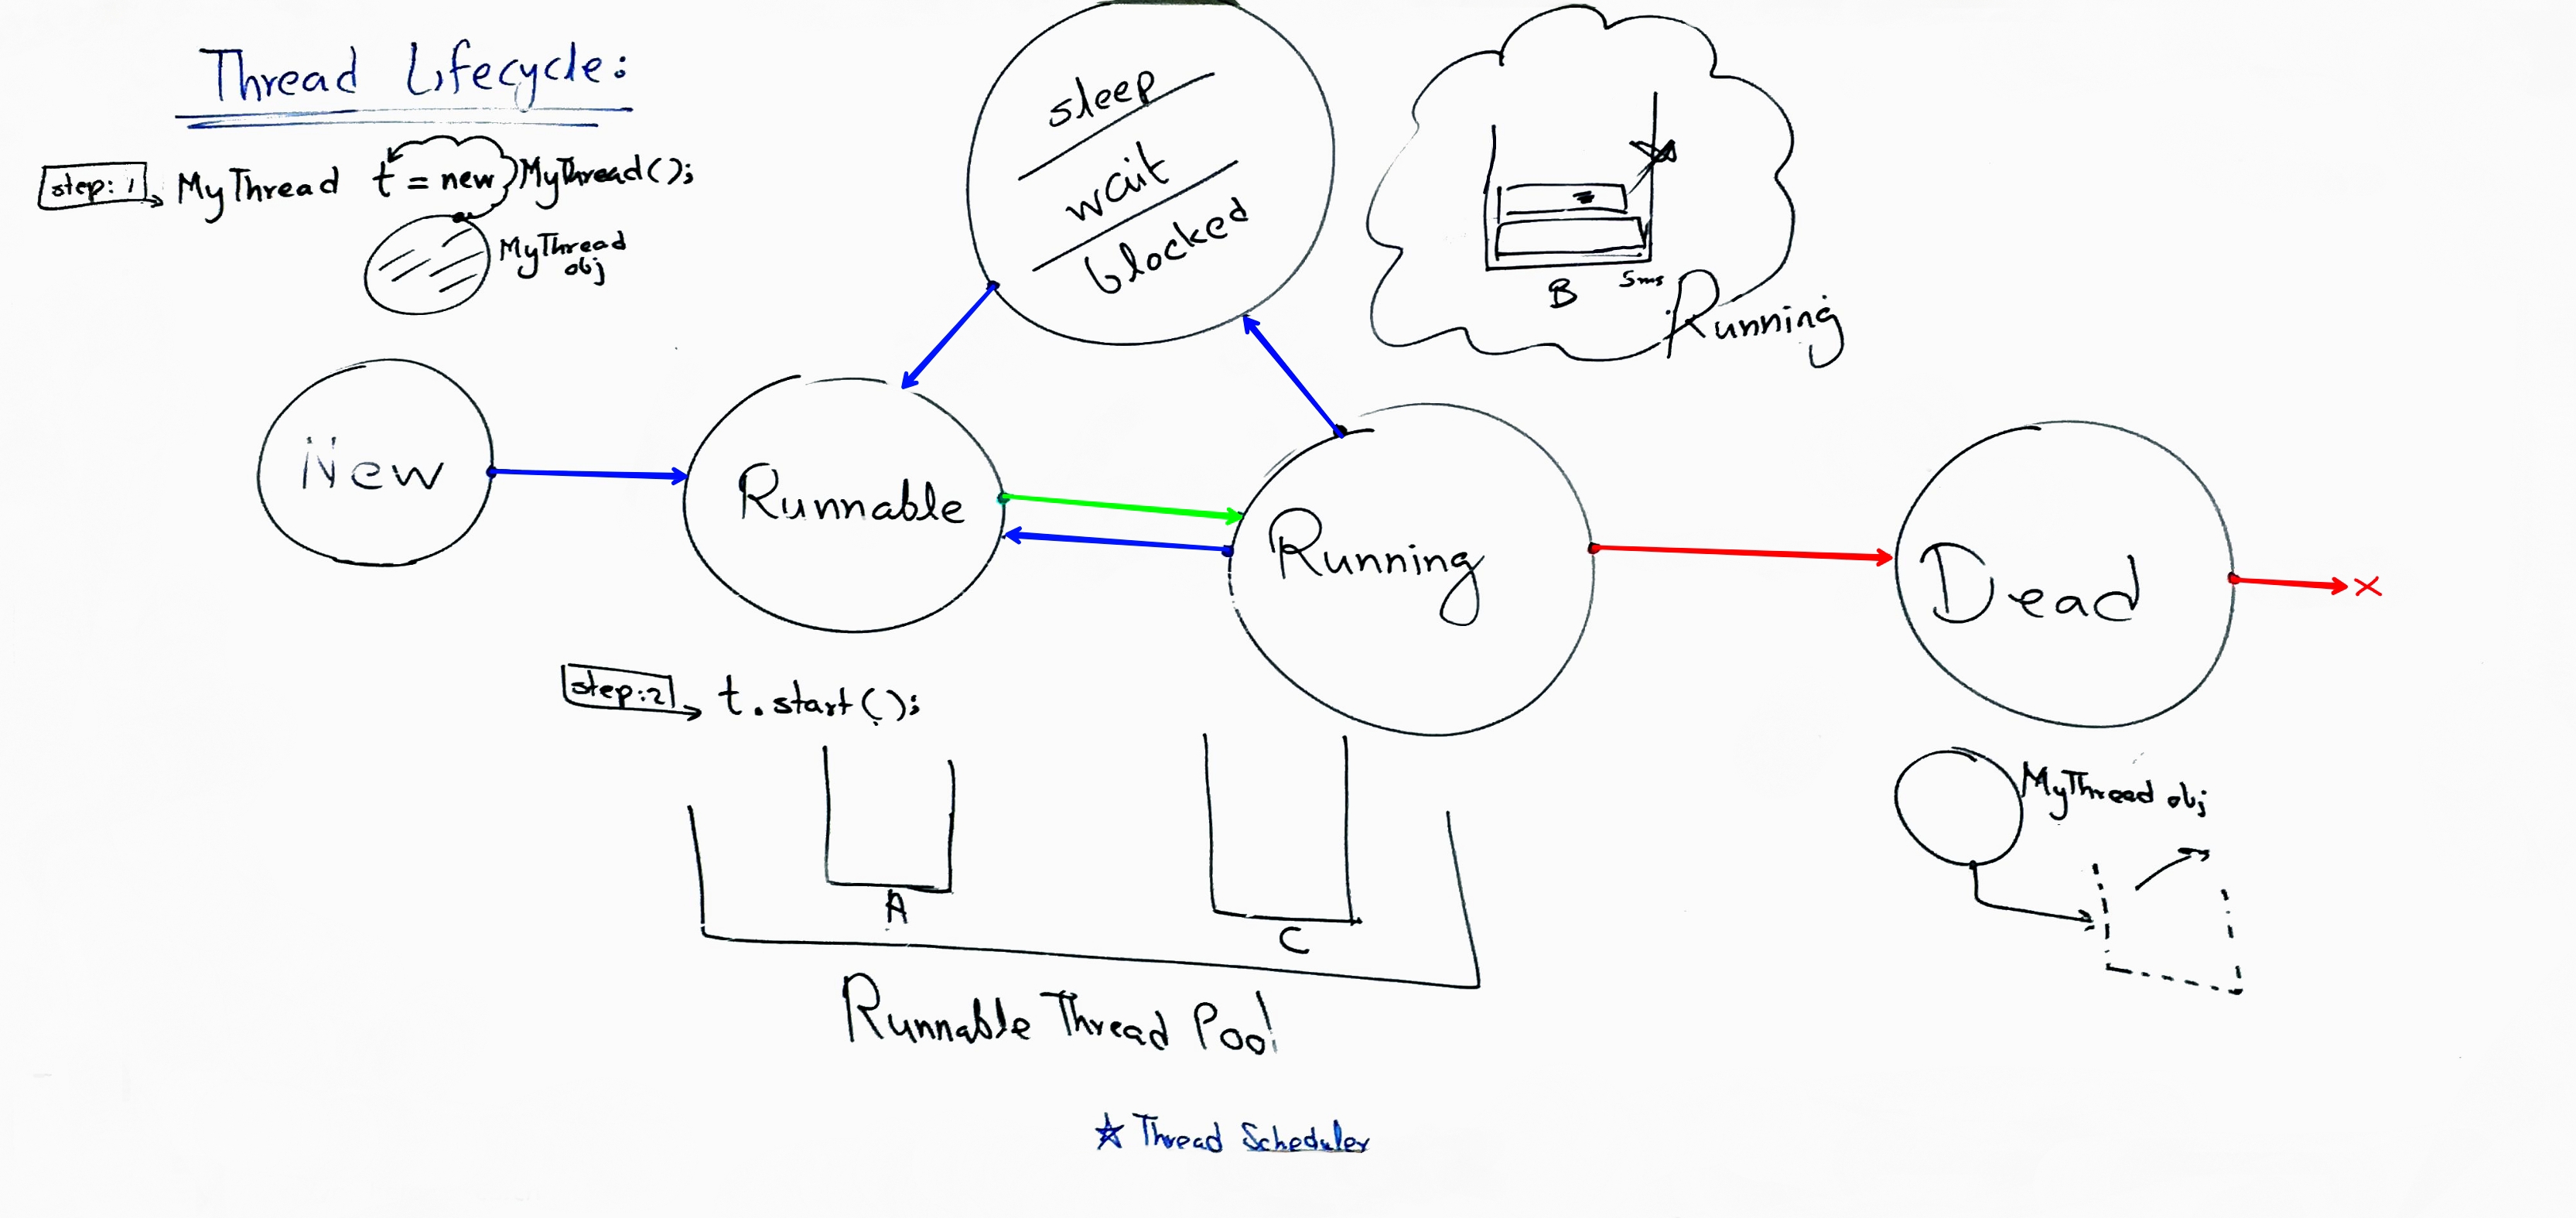 Thread Lifecycle:
step: 1 MyThread t = new MyThread();
MyThread
obj
sleep
wait
blocked
B 5ms
Running
New
Runnable
Running
Dead
step:2 t.start();
A
C
Runnable Thread Pool
MyThread obj
☆ Thread Scheduler